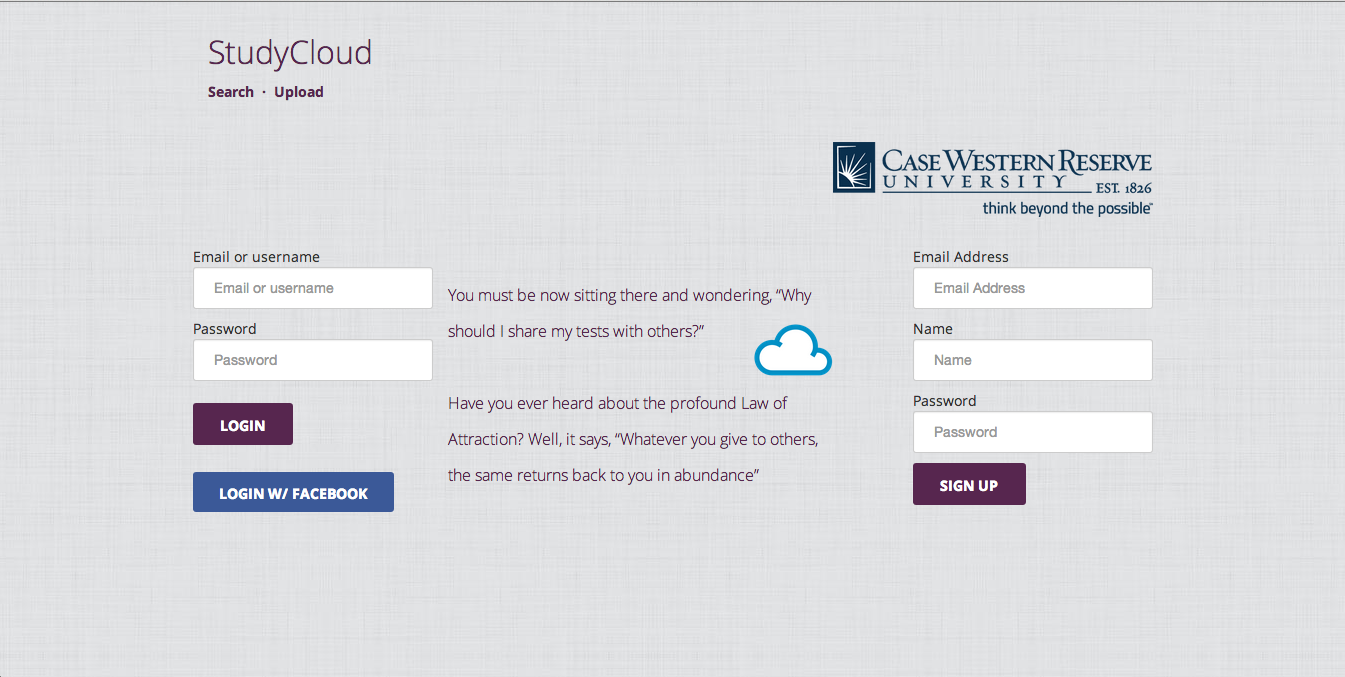 StudyCloud
Search · Upload
CASE WESTERN RESERVE
UNIVERSITY EST. 1826
think beyond the possible™
Email or username
Email or username
Password
Password
LOGIN
LOGIN W/ FACEBOOK
You must be now sitting there and wondering, “Why
should I share my tests with others?”
Have you ever heard about the profound Law of
Attraction? Well, it says, “Whatever you give to others,
the same returns back to you in abundance”
Email Address
Email Address
Name
Name
Password
Password
SIGN UP